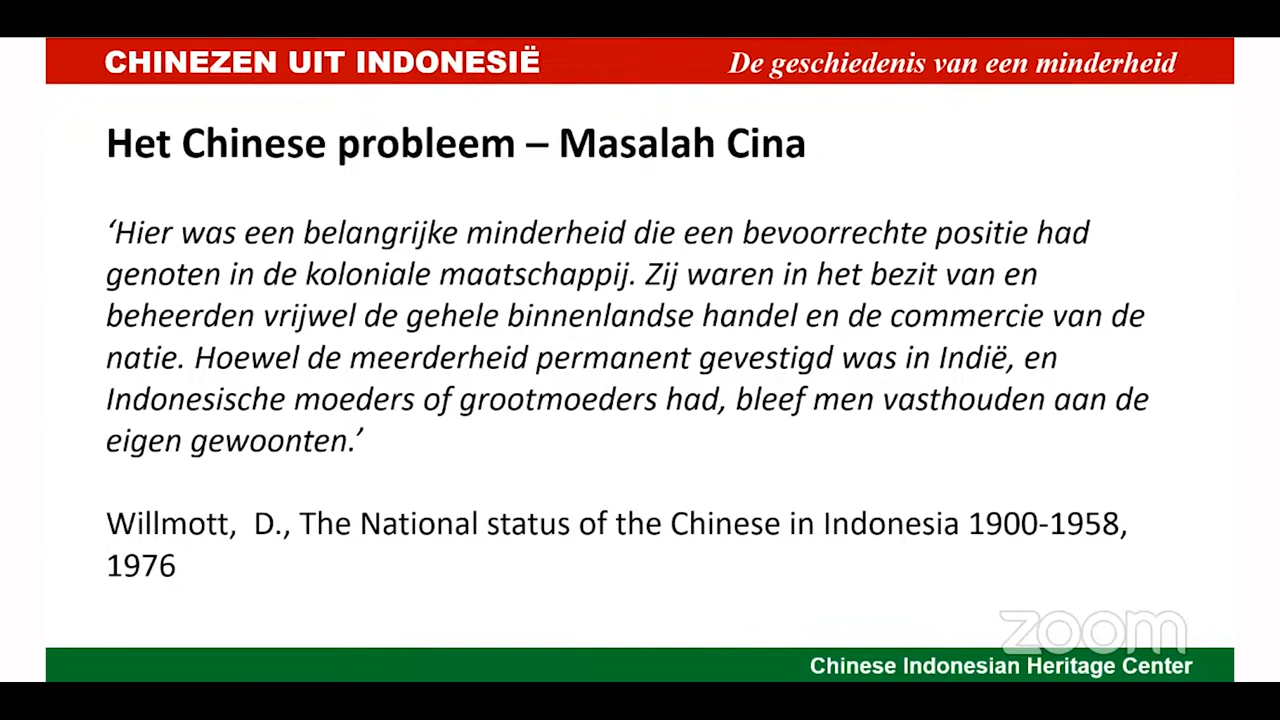 CHINEZEN UIT INDONESIË
De geschiedenis van een minderheid
Het Chinese probleem – Masalah Cina
‘Hier was een belangrijke minderheid die een bevoorrechte positie had
genoten in de koloniale maatschappij. Zij waren in het bezit van en
beheerden vrijwel de gehele binnenlandse handel en de commercie van de
natie. Hoewel de meerderheid permanent gevestigd was in Indië, en
Indonesische moeders of grootmoeders had, bleef men vasthouden aan de
eigen gewoonten.’
Willmott, D., The National status of the Chinese in Indonesia 1900-1958,
1976
zoom
Chinese Indonesian Heritage Center